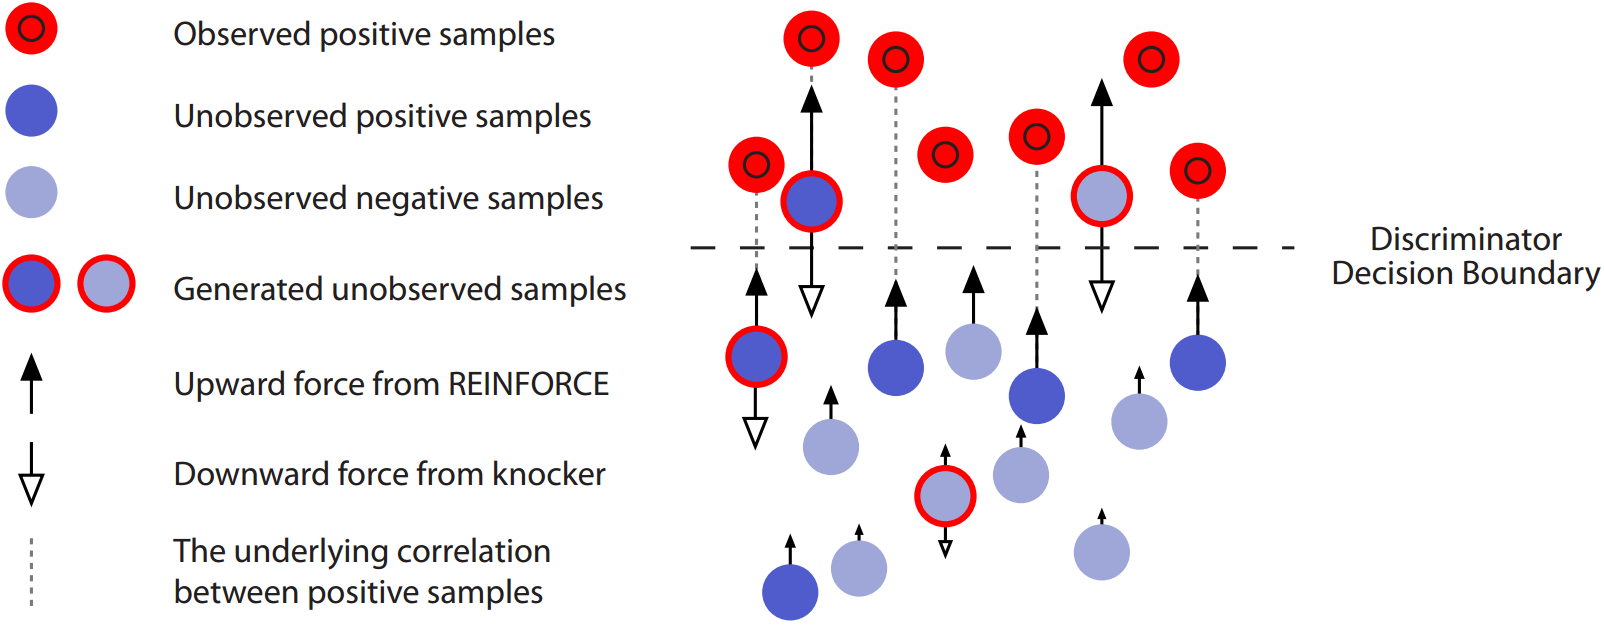 Observed positive samples
Unobserved positive samples
Unobserved negative samples
Generated unobserved samples
Upward force from REINFORCE
Downward force from knocker
The underlying correlation
between positive samples
Discriminator
Decision Boundary